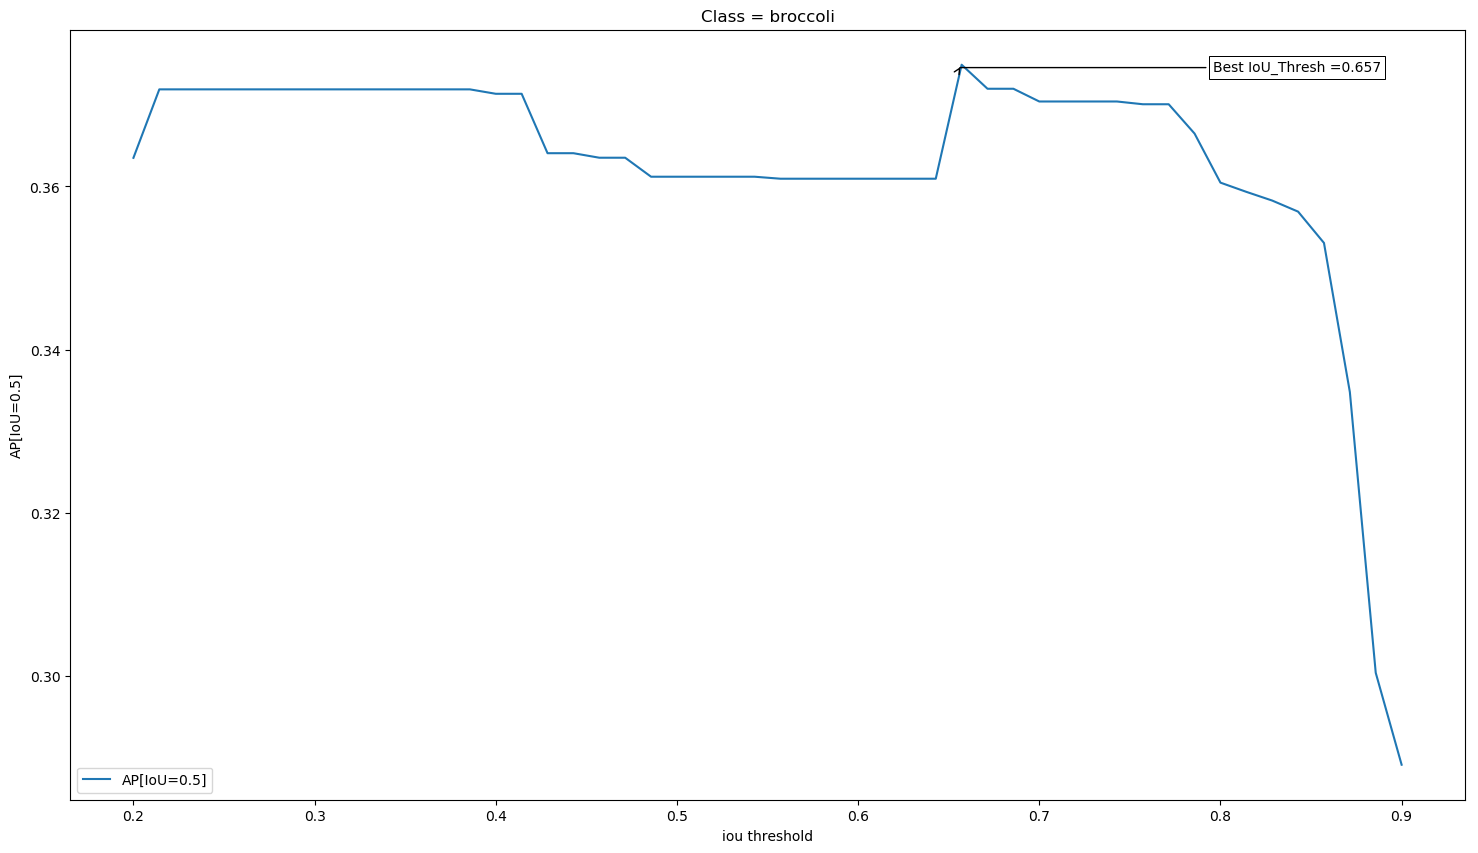 Class = broccoli
Best IoU_Thresh =0.657
0.36
0.34
0.32
0.30
AP[IoU=0.5]
AP[IoU=0.5]
0.2 0.3 0.4 0.5 0.6 0.7 0.8 0.9
iou threshold